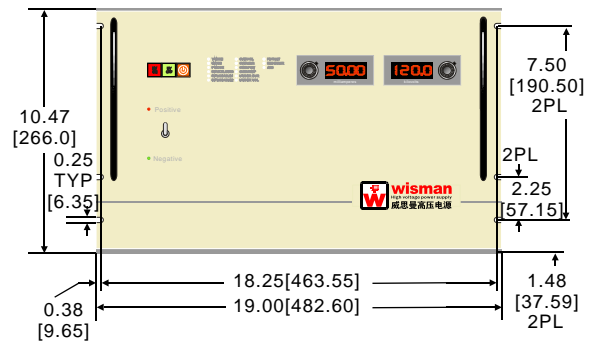 50.00
120.0
Positive
Negative
W
wisman
High voltage power supply
威思曼高压电源
10.47
[266.0]
0.25
TYP
[6.35]
7.50
[190.50]
2PL
2PL
2.25
[57.15]
18.25[463.55]
19.00[482.60]
0.38
[9.65]
1.48
[37.59]
2PL